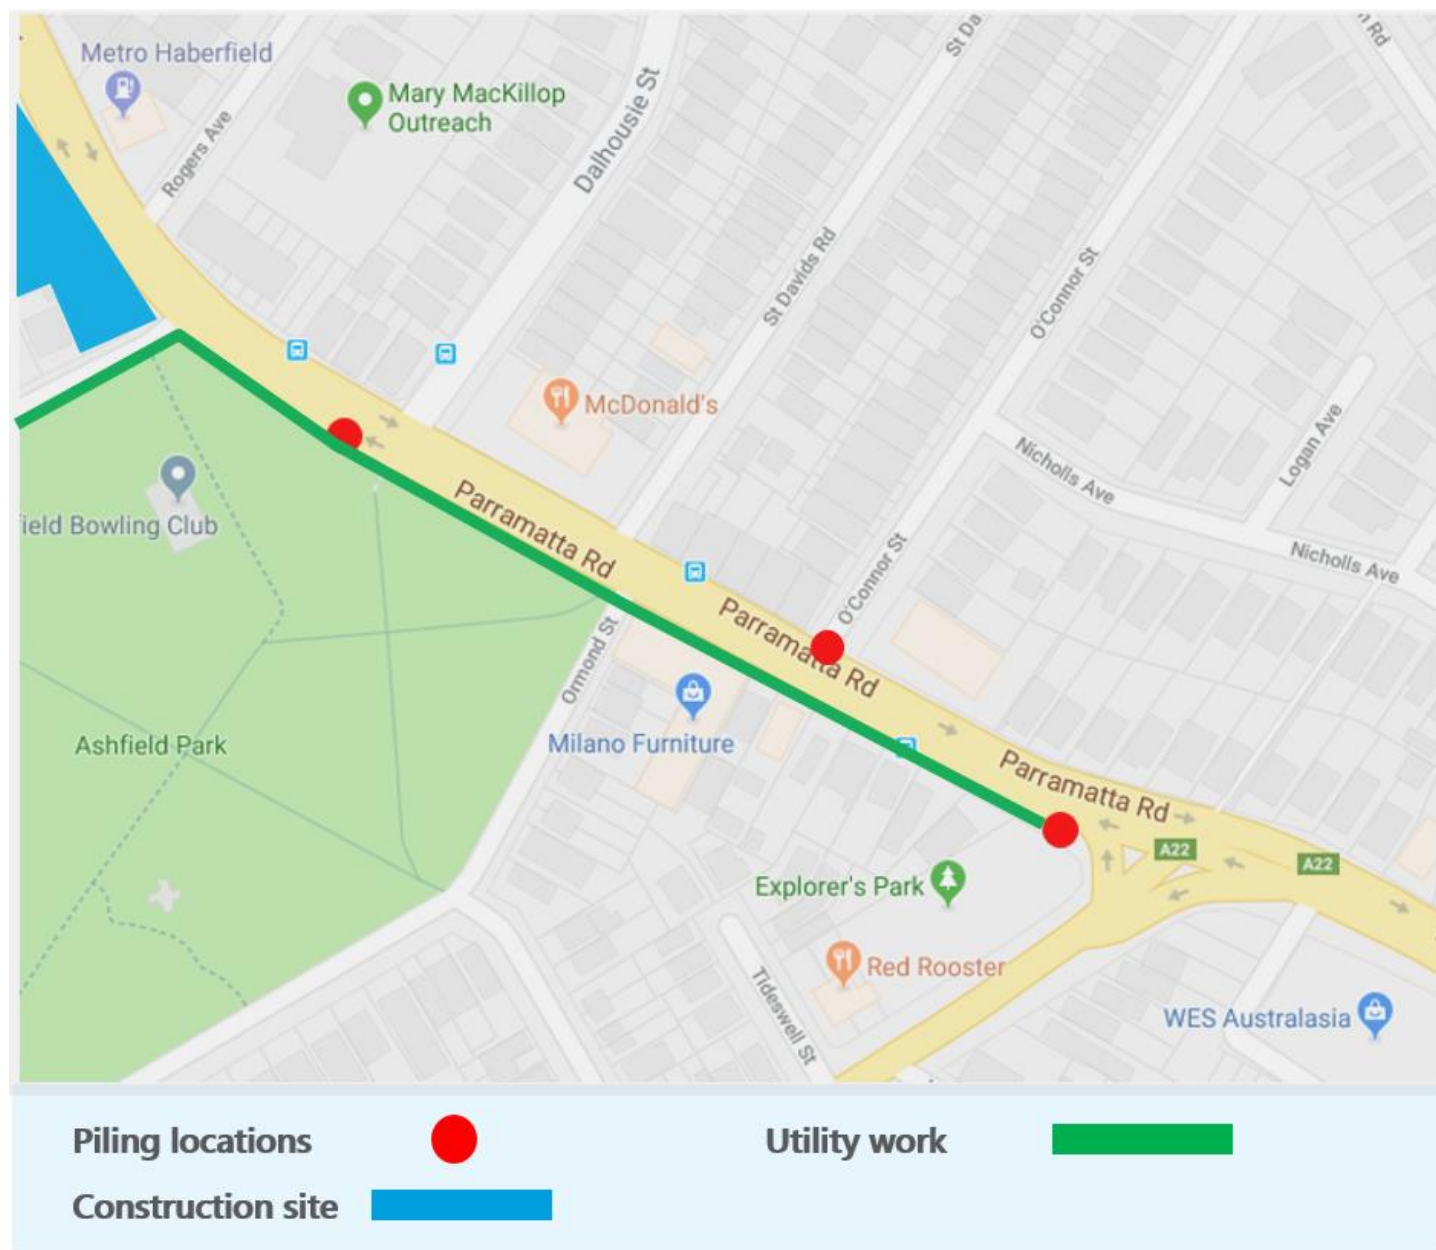 Metro Haberfield
Rogers Ave
Mary MacKillop
Outreach
Dalhousie St
St Da
Rd
St Davids Rd
O'Connor St
McDonald's
Logan Ave
Nicholls Ave
Nicholls Ave
ield Bowling Club
Parramatta Rd
O'Connor St
Parramatta Rd
Ormond St
Milano Furniture
Ashfield Park
Parramatta Rd
A22
A22
Explorer's Park
Red Rooster
Tideswell St
WES Australasia
Piling locations
Utility work
Construction site